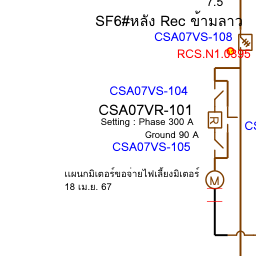 7.5
SF6#หลัง Rec ข้ามลาว
CSA07VS-108
RCS.N1.0895
CSA07VS-104
CSA07VR-101
Setting : Phase 300 A
R
Ground 90 A
CSA07VS-105
แผนกมิเตอร์ขอจ่ายไฟเลี้ยงมิเตอร์
M
18 เม.ย. 67